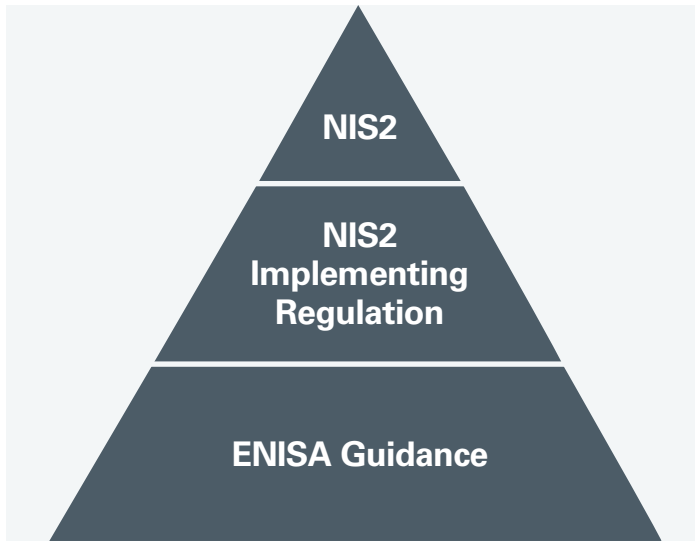 NIS2
NIS2
Implementing
Regulation
ENISA Guidance